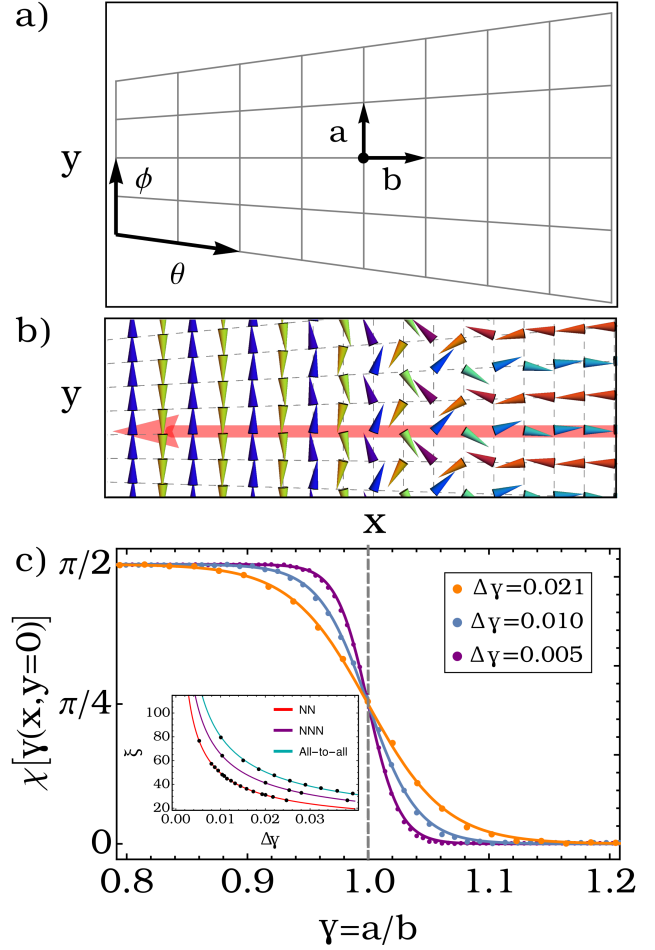 a)
a
y
ϕ
b
θ
b)
y
x
c)
π/2
π/4
0
χ[γ(x,y=0)]
Δγ=0.021
Δγ=0.010
Δγ=0.005
NN
NNN
All-to-all
ξ
100
80
60
40
20
0.00 0.01 0.02 0.03
Δγ
0.8 0.9 1.0 1.1 1.2
γ=a/b